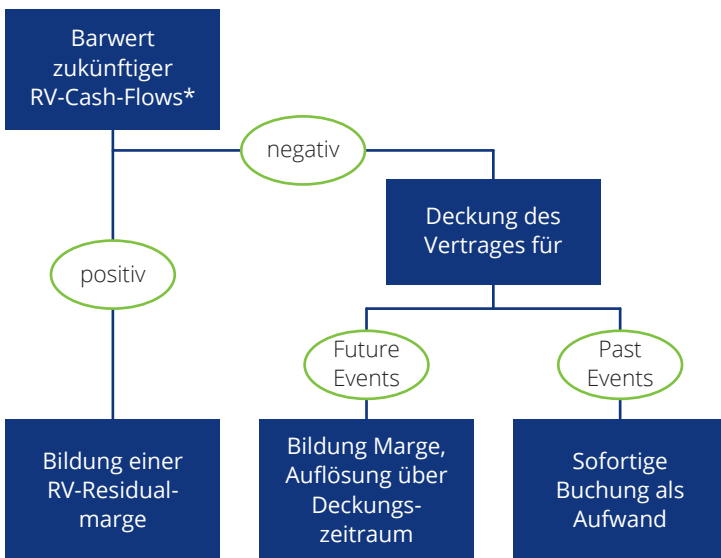 Barwert
zukünftiger
RV-Cash-Flows*
negativ
Deckung des
Vertrages für
positiv
Future
Events
Past
Events
Bildung einer
RV-Residual-
marge
Bildung Marge,
Auflösung über
Deckungs-
zeitraum
Sofortige
Buchung als
Aufwand